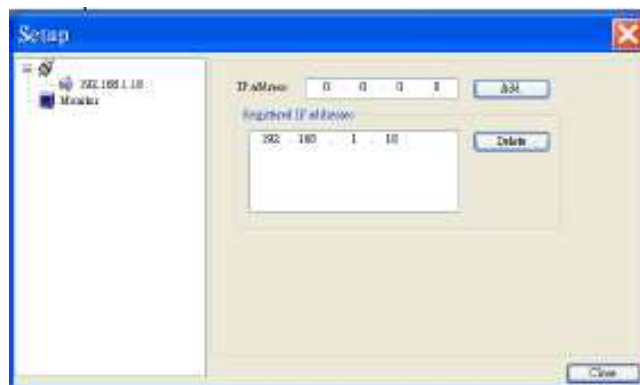 Setup
192.168.1.10
Monitor
IP address: 0 . 0 . 0 . 0 Add
Registered IP addresses
192 . 168 . 1 . 10 Delete
Close